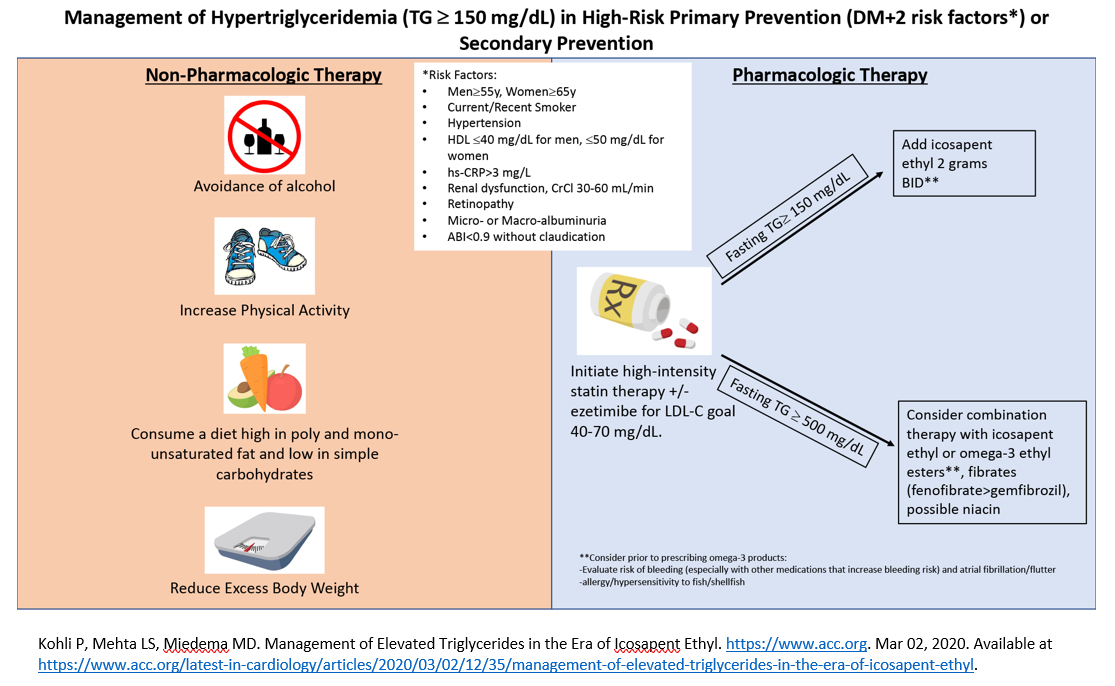 Management of Hypertriglyceridemia (TG ≥ 150 mg/dL) in High-Risk Primary Prevention (DM+2 risk factors*) or
Secondary Prevention
Non-Pharmacologic Therapy
Avoidance of alcohol
Increase Physical Activity
Consume a diet high in poly and mono-
unsaturated fat and low in simple
carbohydrates
Reduce Excess Body Weight
*Risk Factors:
• Men≥55y, Women≥65y
• Current/Recent Smoker
• Hypertension
• HDL ≤40 mg/dL for men, ≤50 mg/dL for
women
• hs-CRP>3 mg/L
• Renal dysfunction, CrCl 30-60 mL/min
• Retinopathy
• Micro- or Macro-albuminuria
• ABI<0.9 without claudication
Pharmacologic Therapy
Rx
Initiate high-intensity
statin therapy +/-
ezetimibe for LDL-C goal
40-70 mg/dL.
Fasting TG≥ 150 mg/dL
Add icosapent
ethyl 2 grams
BID**
Fasting TG ≥ 500 mg/dL
Consider combination
therapy with icosapent
ethyl or omega-3 ethyl
esters**, fibrates
(fenofibrate>gemfibrozil),
possible niacin
**Consider prior to prescribing omega-3 products:
-Evaluate risk of bleeding (especially with other medications that increase bleeding risk) and atrial fibrillation/flutter
-allergy/hypersensitivity to fish/shellfish
Kohli P, Mehta LS, Miedema MD. Management of Elevated Triglycerides in the Era of Icosapent Ethyl. https://www.acc.org. Mar 02, 2020. Available at
https://www.acc.org/latest-in-cardiology/articles/2020/03/02/12/35/management-of-elevated-triglycerides-in-the-era-of-icosapent-ethyl.